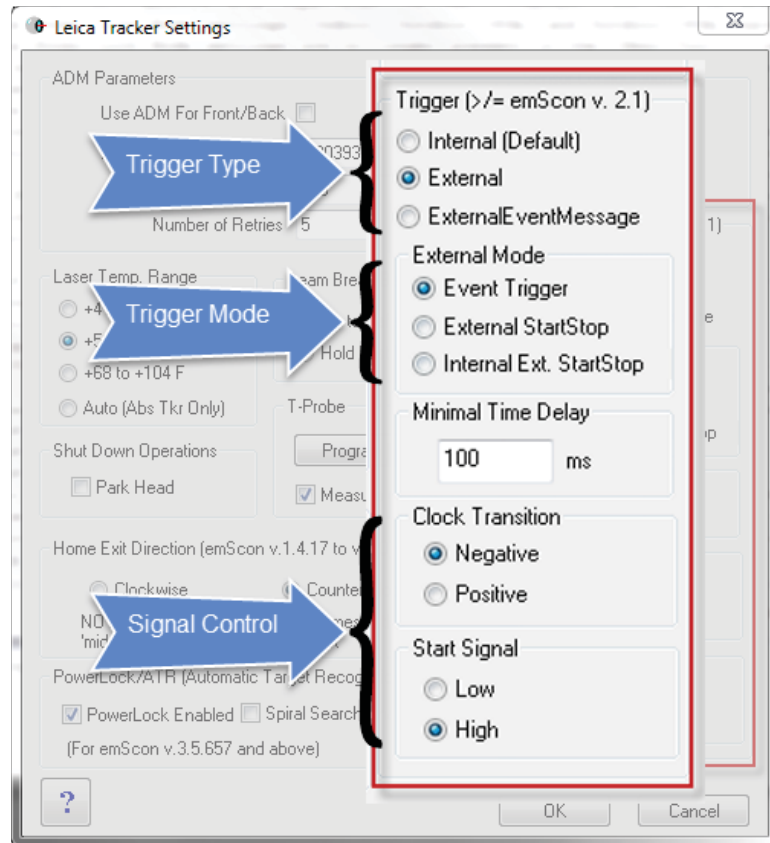 Leica Tracker Settings
ADM Parameters
Use ADM For Front/Back
Number of Retries 5
Laser Temp. Range
+68 to +104 F
Auto (Abs Tkr Only)
T-Probe
Shut Down Operations
Park Head
Home Exit Direction (emScon v.1.4.17 to
Clockwise
PowerLock/ATR (Automatic Target
PowerLock Enabled Spiral Search
(For emScon v.3.5.657 and above)
?
Trigger Type
Trigger Mode
Signal Control
Trigger (>/= emScon v. 2.1)
Internal (Default)
External
ExternalEventMessage
External Mode
Event Trigger
External StartStop
Internal Ext. StartStop
Minimal Time Delay
100 ms
Clock Transition
Negative
Positive
Start Signal
Low
High
1)
OK Cancel